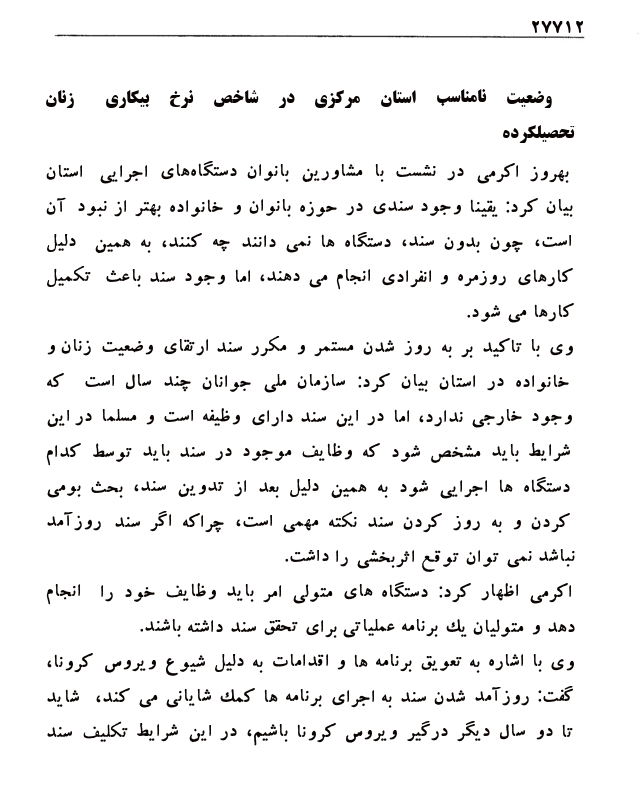 ۲۷۷۱۲
وضعیت نامناسب استان مرکزی در شاخص نرخ بیکاری زنان
تحصیلکرده
بهروز اکرمی در نشست با مشاورین بانوان دستگاه‌های اجرایی استان
بیان کرد: یقینا وجود سندی در حوزه بانوان و خانواده بهتر از نبود آن
است، چون بدون سند، دستگاه ها نمی دانند چه کنند، به همین دلیل
کارهای روزمره و انفرادی انجام می دهند، اما وجود سند باعث تکمیل
کارها می شود.
وی با تاکید بر به روز شدن مستمر و مکرر سند ارتقای وضعیت زنان و
خانواده در استان بیان کرد: سازمان ملی جوانان چند سال است که
وجود خارجی ندارد، اما در این سند دارای وظیفه است و مسلما در این
شرایط باید مشخص شود که وظایف موجود در سند باید توسط کدام
دستگاه ها اجرایی شود به همین دلیل بعد از تدوین سند، بحث بومی
کردن و به روز کردن سند نکته مهمی است، چراکه اگر سند روزآمد
نباشد نمی توان توقع اثربخشی را داشت.
اکرمی اظهار کرد: دستگاه های متولی امر باید وظایف خود را انجام
دهد و متولیان یك برنامه عملیاتی برای تحقق سند داشته باشند.
وی با اشاره به تعویق برنامه ها و اقدامات به دلیل شیوع ویروس کرونا،
گفت: روزآمد شدن سند به اجرای برنامه ها کمك شایانی می کند، شاید
تا دو سال دیگر درگیر ویروس کرونا باشیم، در این شرایط تکلیف سند